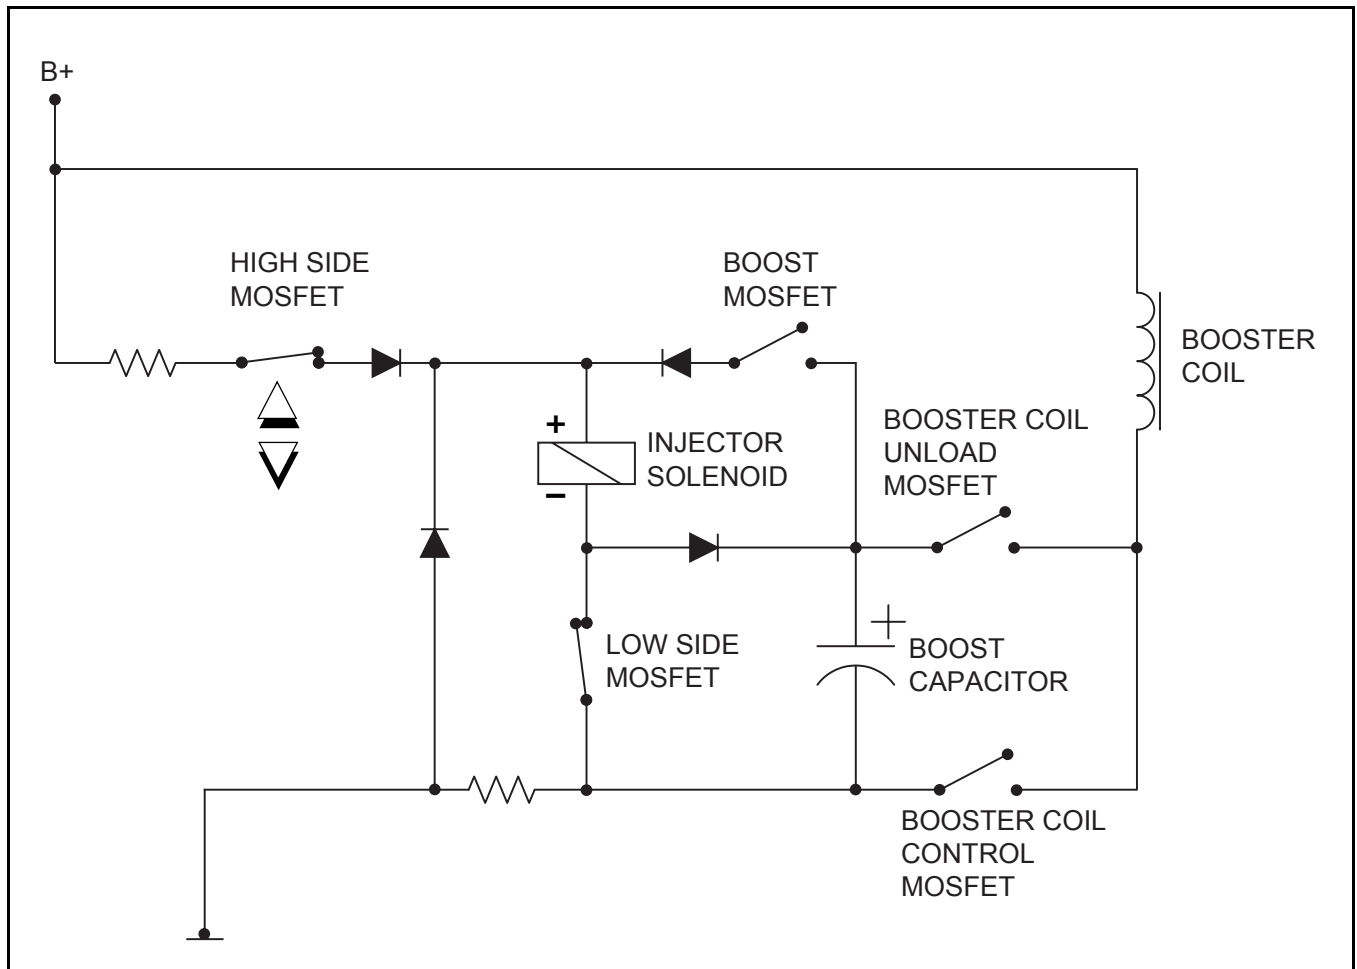 B+
HIGH SIDE
MOSFET
BOOST
MOSFET
BOOSTER
COIL
BOOSTER COIL
UNLOAD
MOSFET
+
INJECTOR
SOLENOID
−
LOW SIDE
MOSFET
+
BOOST
CAPACITOR
BOOSTER COIL
CONTROL
MOSFET